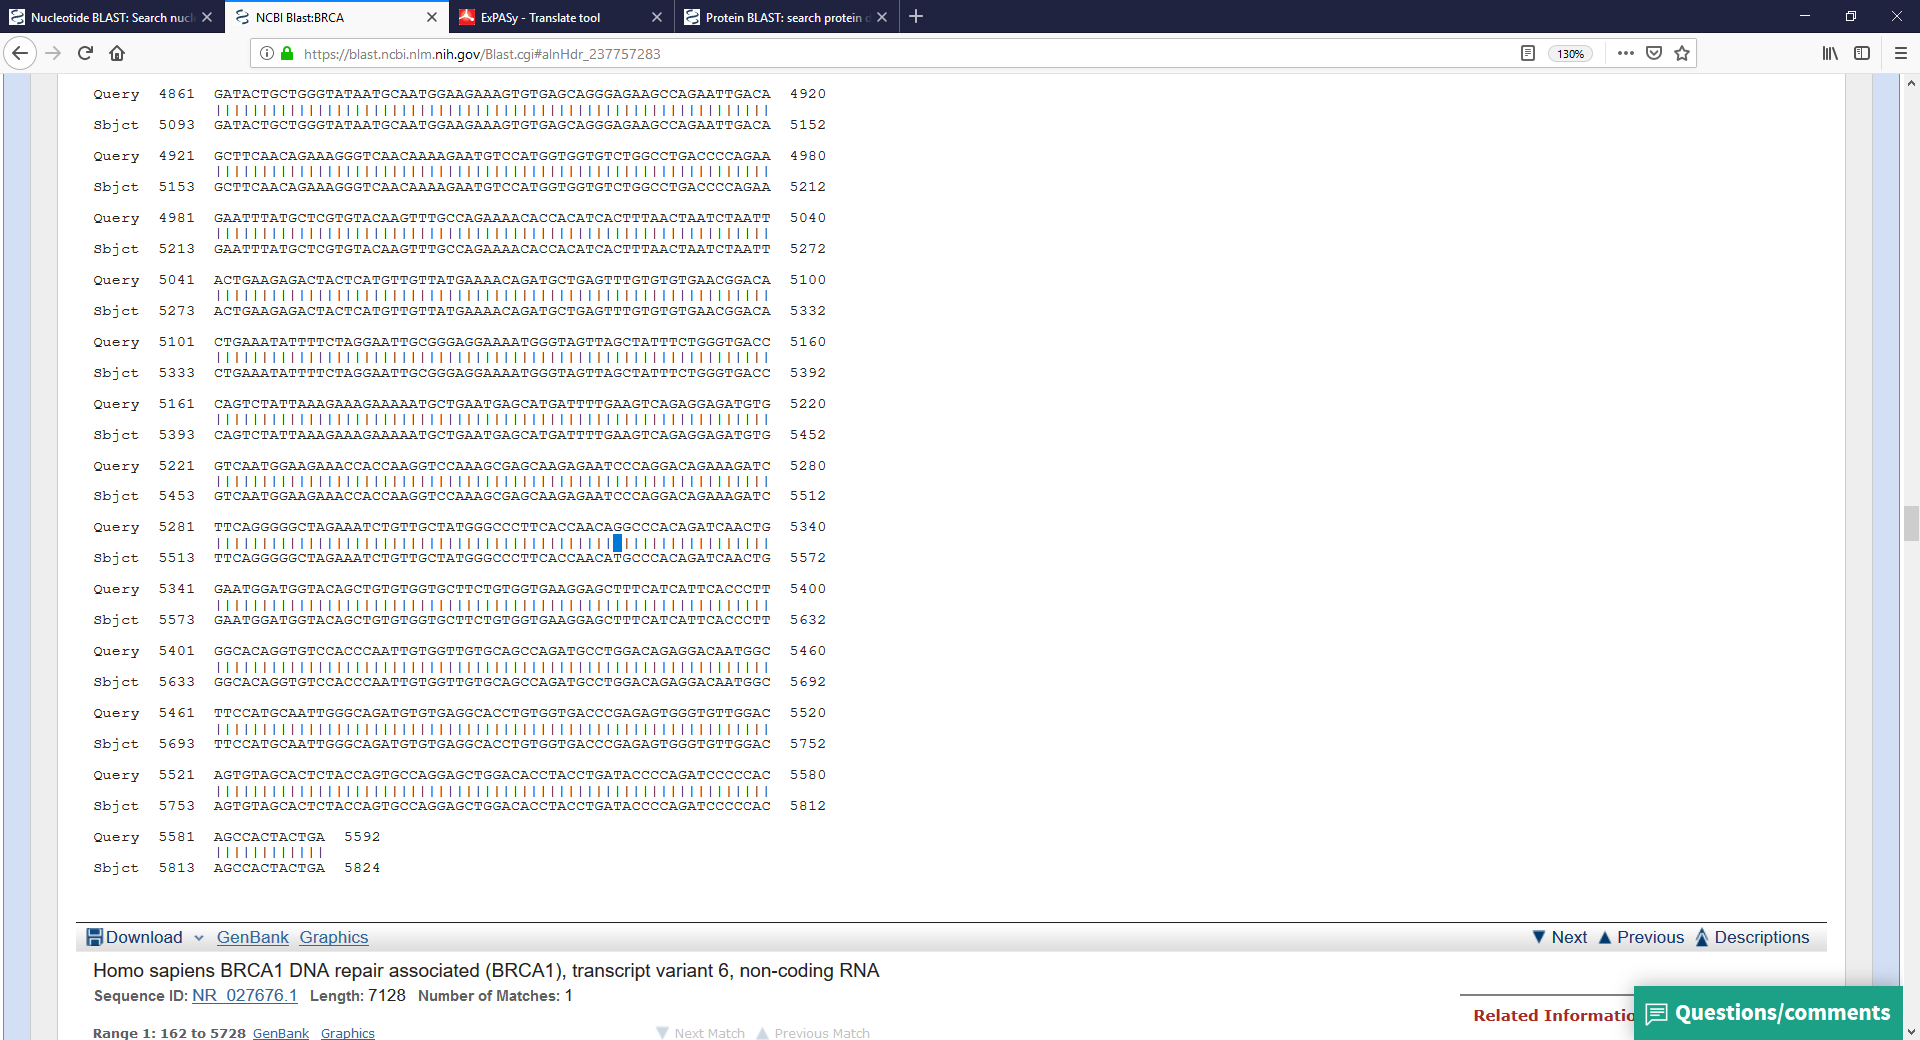 Nucleotide BLAST: Search nucl
NCBI Blast:BRCA
ExPASy - Translate tool
Protein BLAST: search protein d
https://blast.ncbi.nlm.nih.gov/Blast.cgi#alnHdr_237757283
130%
Query 4861 GATACTGCTGGGTATAATGCAATGGAAGAAAGTGTGAGCAGGGAGAAGCCAGAATTGACA 4920
||||||||||||||||||||||||||||||||||||||||||||||||||||||||||||
Sbjct 5093 GATACTGCTGGGTATAATGCAATGGAAGAAAGTGTGAGCAGGGAGAAGCCAGAATTGACA 5152
Query 4921 GCTTCAACAGAAAGGGTCAACAAAAGAATGTCCATGGTGGTGTCTGGCCTGACCCCAGAA 4980
||||||||||||||||||||||||||||||||||||||||||||||||||||||||||||
Sbjct 5153 GCTTCAACAGAAAGGGTCAACAAAAGAATGTCCATGGTGGTGTCTGGCCTGACCCCAGAA 5212
Query 4981 GAATTTATGCTCGTGTACAAGTTTGCCAGAAAACACCACATCACTTTAACTAATCTAATT 5040
||||||||||||||||||||||||||||||||||||||||||||||||||||||||||||
Sbjct 5213 GAATTTATGCTCGTGTACAAGTTTGCCAGAAAACACCACATCACTTTAACTAATCTAATT 5272
Query 5041 ACTGAAGAGACTACTCATGTTGTTATGAAAACAGATGCTGAGTTTGTGTGTGAACGGACA 5100
||||||||||||||||||||||||||||||||||||||||||||||||||||||||||||
Sbjct 5273 ACTGAAGAGACTACTCATGTTGTTATGAAAACAGATGCTGAGTTTGTGTGTGAACGGACA 5332
Query 5101 CTGAAATATTTTCTAGGAATTGCGGGAGGAAAATGGGTAGTTAGCTATTTCTGGGTGACC 5160
||||||||||||||||||||||||||||||||||||||||||||||||||||||||||||
Sbjct 5333 CTGAAATATTTTCTAGGAATTGCGGGAGGAAAATGGGTAGTTAGCTATTTCTGGGTGACC 5392
Query 5161 CAGTCTATTAAAGAAAGAAAAATGCTGAATGAGCATGATTTTGAAGTCAGAGGAGATGTG 5220
||||||||||||||||||||||||||||||||||||||||||||||||||||||||||||
Sbjct 5393 CAGTCTATTAAAGAAAGAAAAATGCTGAATGAGCATGATTTTGAAGTCAGAGGAGATGTG 5452
Query 5221 GTCAATGGAAGAAACCACCAAGGTCCAAAGCGAGCAAGAGAATCCCAGGACAGAAAGATC 5280
||||||||||||||||||||||||||||||||||||||||||||||||||||||||||||
Sbjct 5453 GTCAATGGAAGAAACCACCAAGGTCCAAAGCGAGCAAGAGAATCCCAGGACAGAAAGATC 5512
Query 5281 TTCAGGGGGCTAGAAATCTGTTGCTATGGGCCCTTCACCAACAGGCCCACAGATCAACTG 5340
||||||||||||||||||||||||||||||||||||||||||| ||||||||||||||||
Sbjct 5513 TTCAGGGGGCTAGAAATCTGTTGCTATGGGCCCTTCACCAACATGCCCACAGATCAACTG 5572
Query 5341 GAATGGATGGTACAGCTGTGTGGTGCTTCTGTGGTGAAGGAGCTTTCATCATTCACCCTT 5400
||||||||||||||||||||||||||||||||||||||||||||||||||||||||||||
Sbjct 5573 GAATGGATGGTACAGCTGTGTGGTGCTTCTGTGGTGAAGGAGCTTTCATCATTCACCCTT 5632
Query 5401 GGCACAGGTGTCCACCCAATTGTGGTTGTGCAGCCAGATGCCTGGACAGAGGACAATGGC 5460
||||||||||||||||||||||||||||||||||||||||||||||||||||||||||||
Sbjct 5633 GGCACAGGTGTCCACCCAATTGTGGTTGTGCAGCCAGATGCCTGGACAGAGGACAATGGC 5692
Query 5461 TTCCATGCAATTGGGCAGATGTGTGAGGCACCTGTGGTGACCCGAGAGTGGGTGTTGGAC 5520
||||||||||||||||||||||||||||||||||||||||||||||||||||||||||||
Sbjct 5693 TTCCATGCAATTGGGCAGATGTGTGAGGCACCTGTGGTGACCCGAGAGTGGGTGTTGGAC 5752
Query 5521 AGTGTAGCACTCTACCAGTGCCAGGAGCTGGACACCTACCTGATACCCCAGATCCCCCAC 5580
||||||||||||||||||||||||||||||||||||||||||||||||||||||||||||
Sbjct 5753 AGTGTAGCACTCTACCAGTGCCAGGAGCTGGACACCTACCTGATACCCCAGATCCCCCAC 5812
Query 5581 AGCCACTACTGA 5592
||||||||||||
Sbjct 5813 AGCCACTACTGA 5824
Download GenBank Graphics Next Previous Descriptions
Homo sapiens BRCA1 DNA repair associated (BRCA1), transcript variant 6, non-coding RNA
Sequence ID: NR_027676.1 Length: 7128 Number of Matches: 1
Related Informatio
Questions/comments
Range 1: 162 to 5728 GenBank Graphics Next Match Previous Match